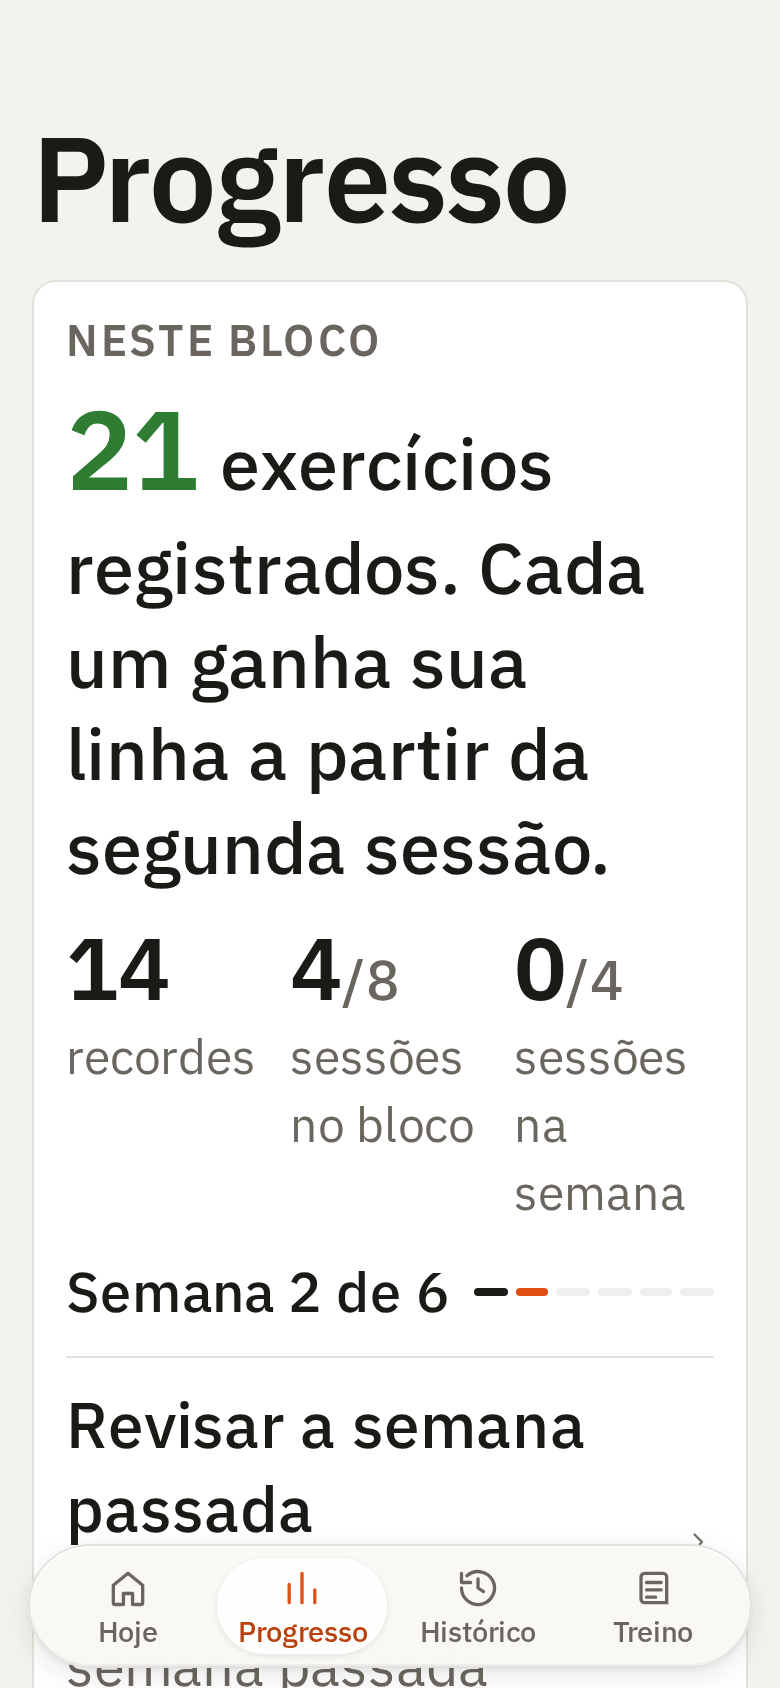 Progresso
NESTE BLOCO
21 exercícios
registrados. Cada
um ganha sua
linha a partir da
segunda sessão.
14
recordes
4/8
sessões
no bloco
0/4
sessões
na
semana
Semana 2 de 6
Revisar a semana
passada
semana passada
Hoje
Progresso
Histórico
Treino